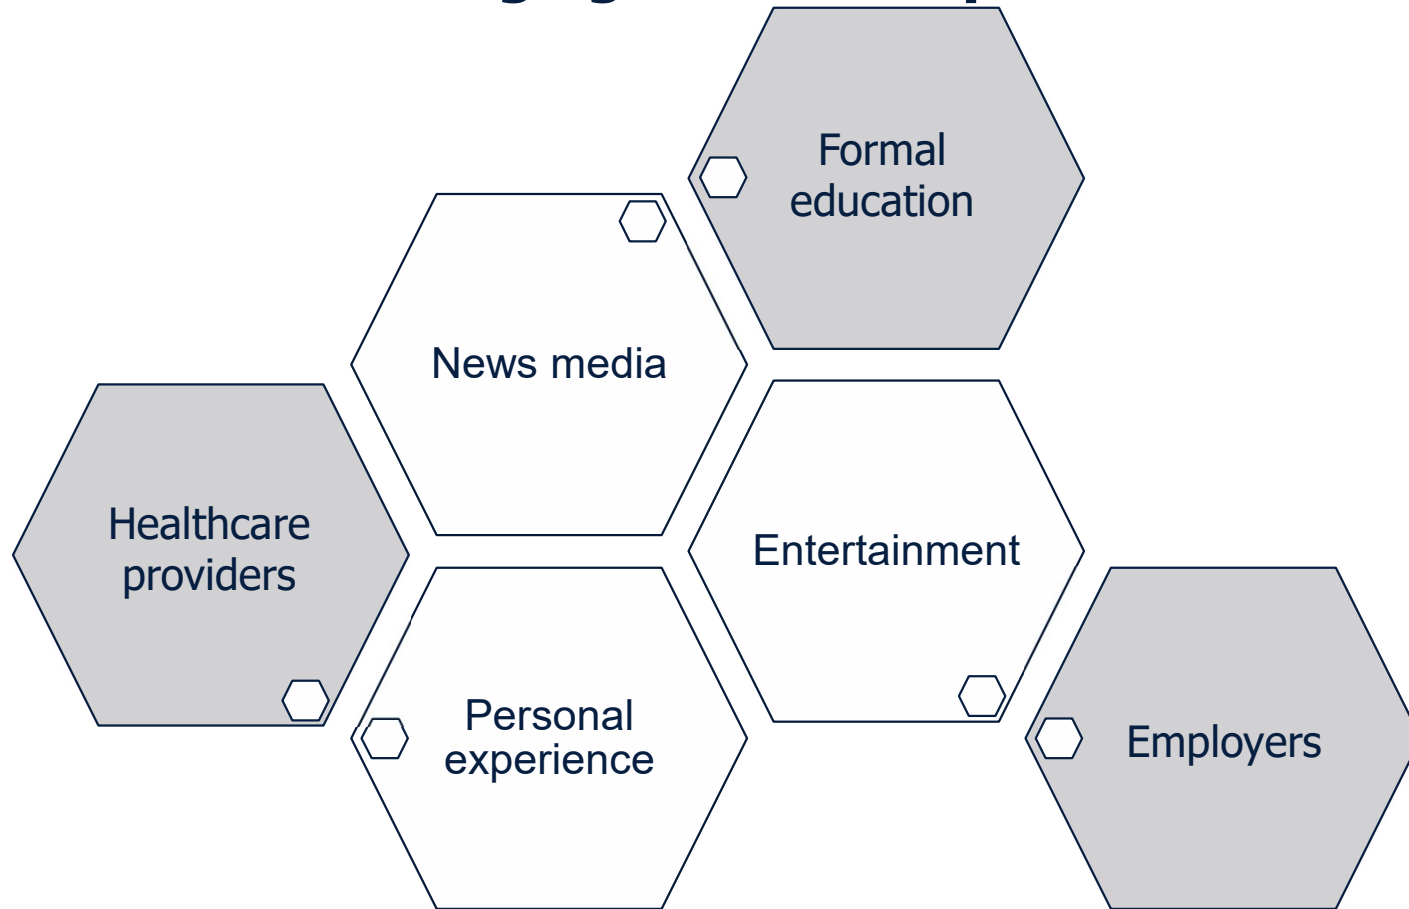 Formal
education
News media
Healthcare
providers
Entertainment
Personal
experience
Employers